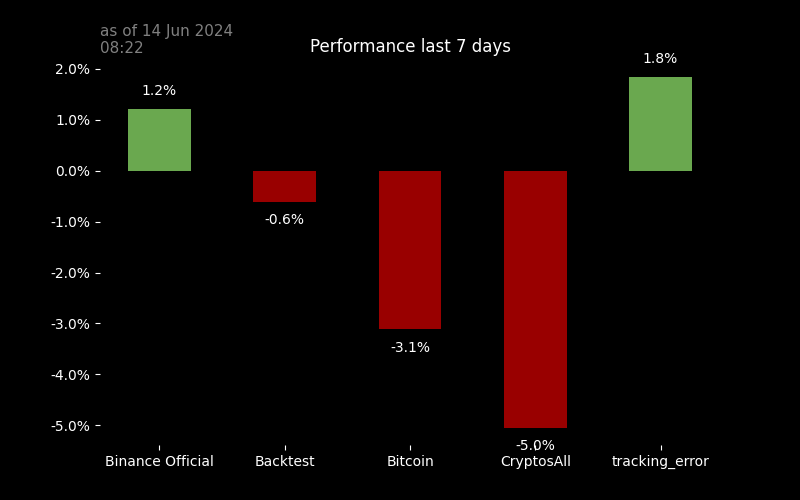 as of 14 Jun 2024
08:22
Performance last 7 days
2.0%
1.0%
0.0%
-1.0%
-2.0%
-3.0%
-4.0%
-5.0%
1.2%
-0.6%
-3.1%
-5.0%
1.8%
Binance Official
Backtest
Bitcoin
CryptosAll
tracking_error